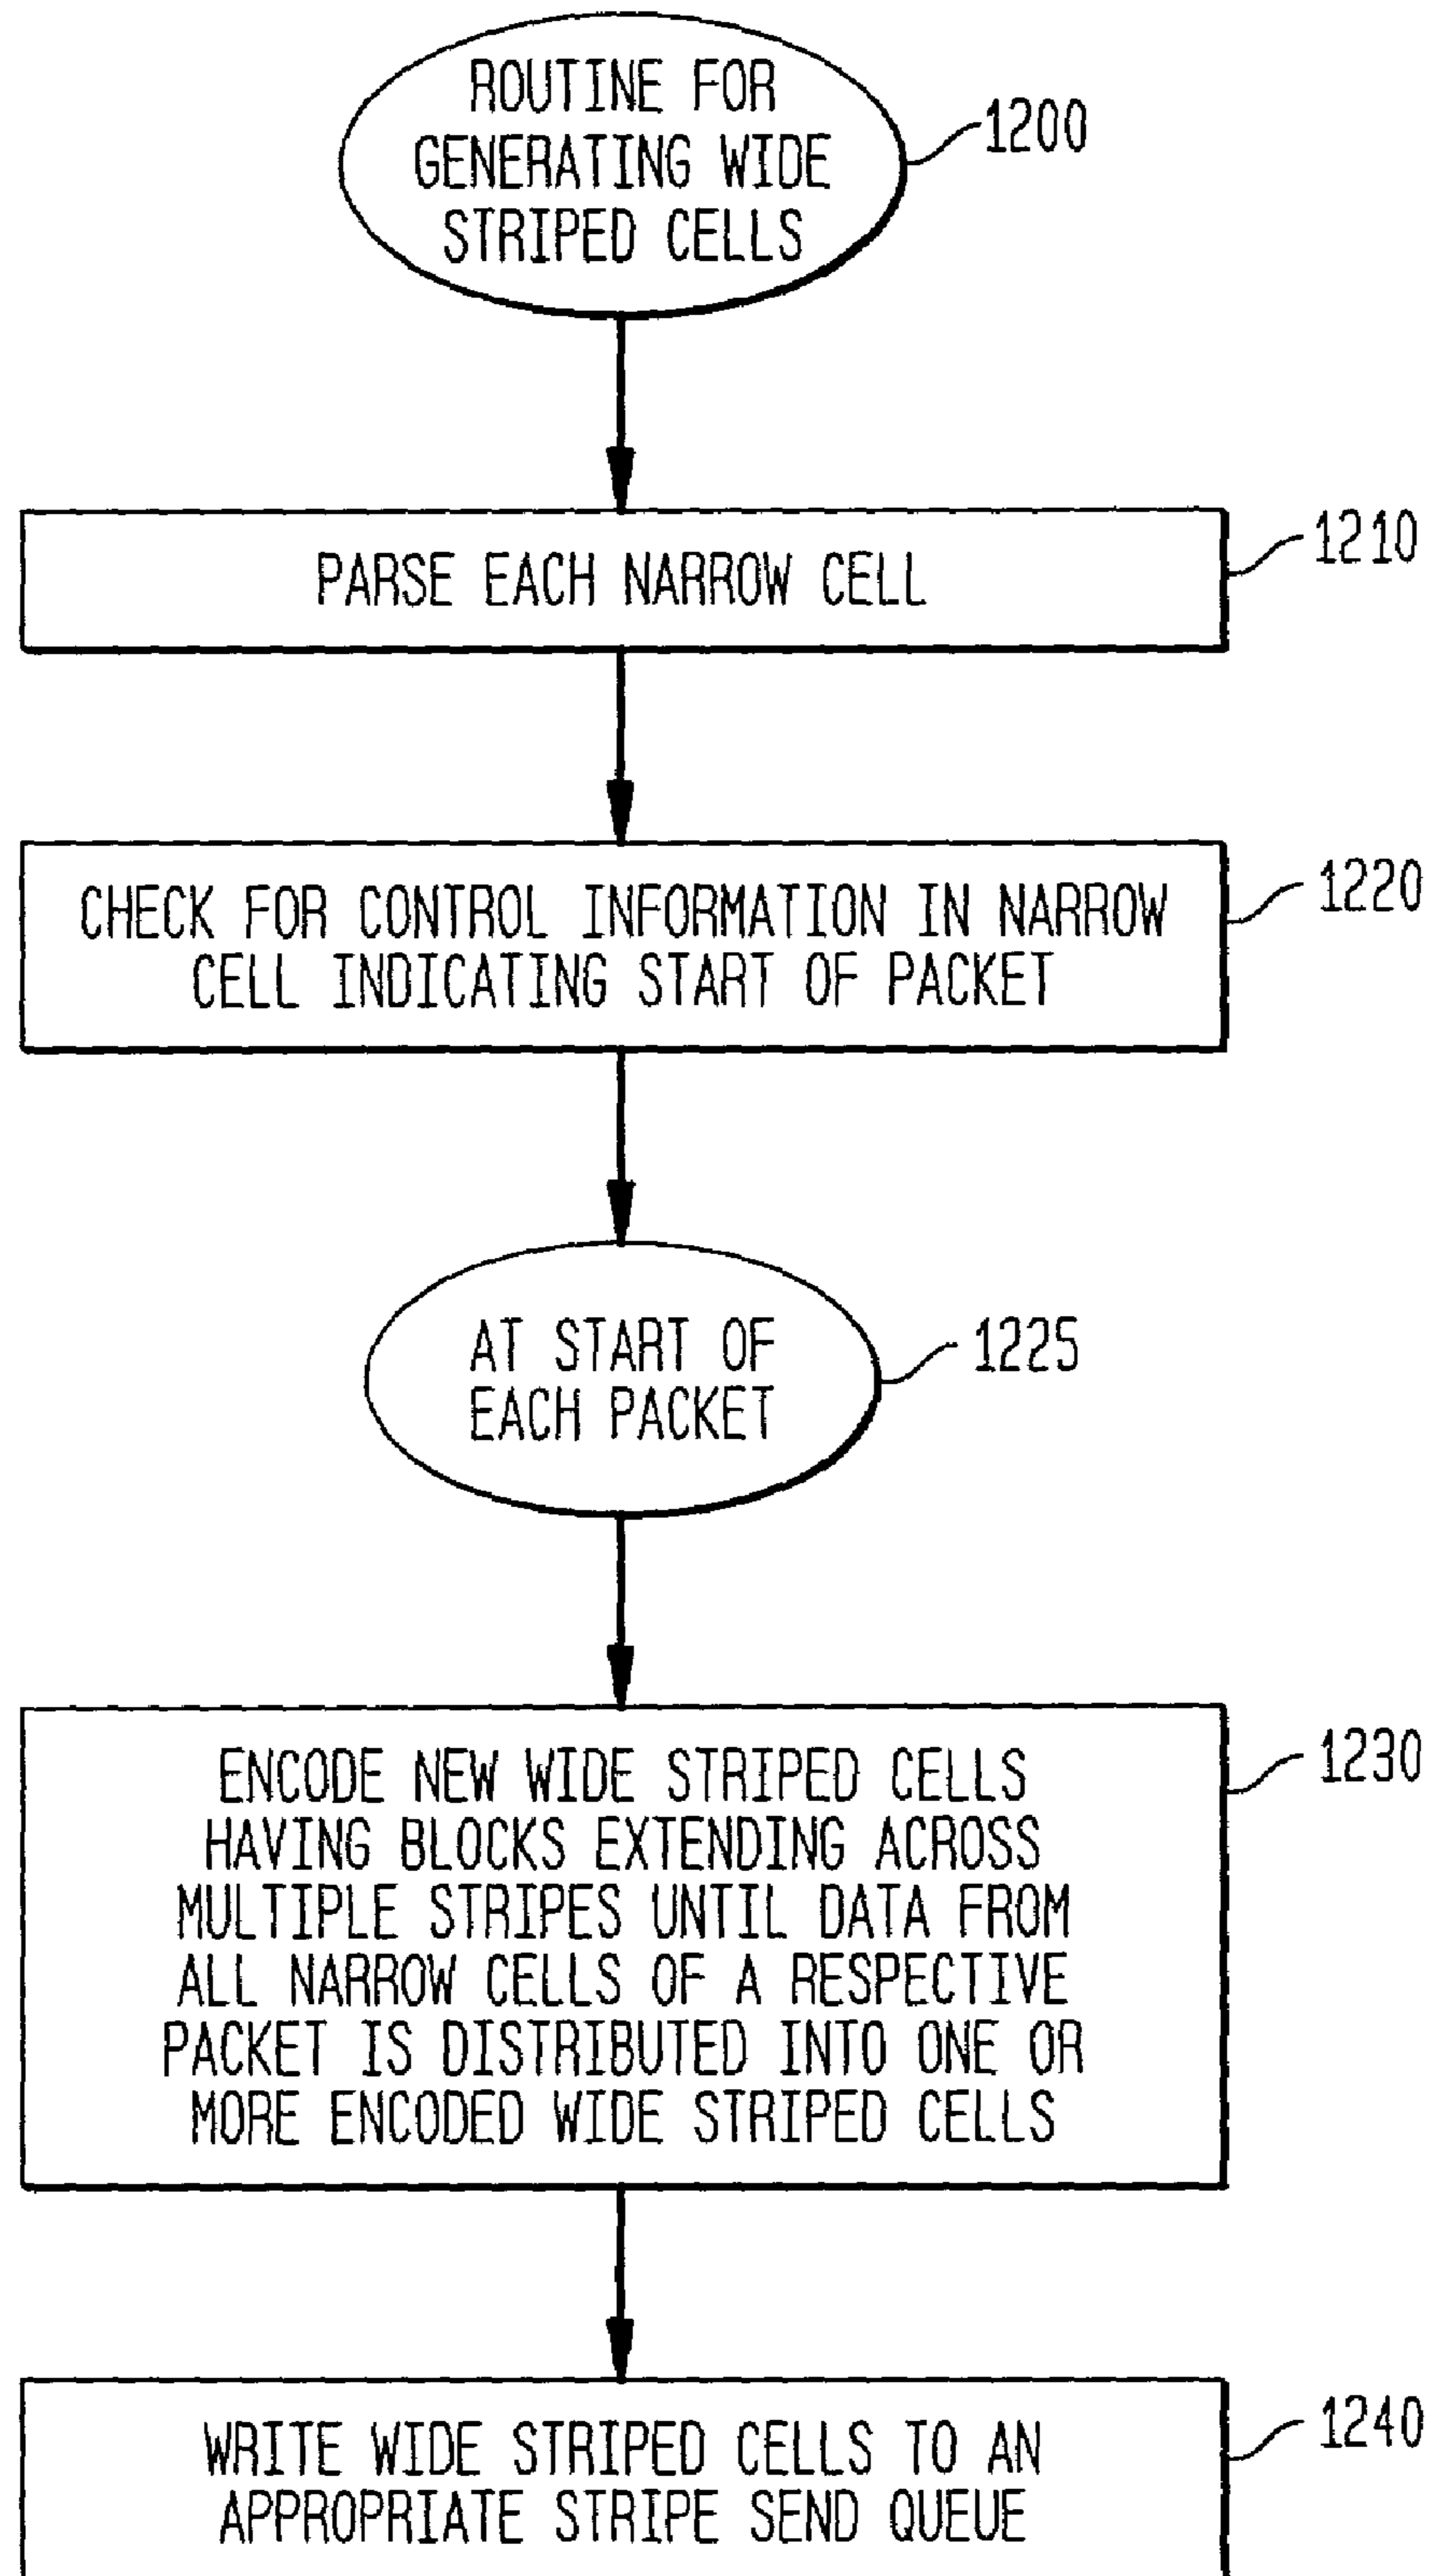 ROUTINE FOR
GENERATING WIDE
STRIPED CELLS
1200
PARSE EACH NARROW CELL
1210
CHECK FOR CONTROL INFORMATION IN NARROW
CELL INDICATING START OF PACKET
1220
AT START OF
EACH PACKET
1225
ENCODE NEW WIDE STRIPED CELLS
HAVING BLOCKS EXTENDING ACROSS
MULTIPLE STRIPES UNTIL DATA FROM
ALL NARROW CELLS OF A RESPECTIVE
PACKET IS DISTRIBUTED INTO ONE OR
MORE ENCODED WIDE STRIPED CELLS
1230
WRITE WIDE STRIPED CELLS TO AN
APPROPRIATE STRIPE SEND QUEUE
1240